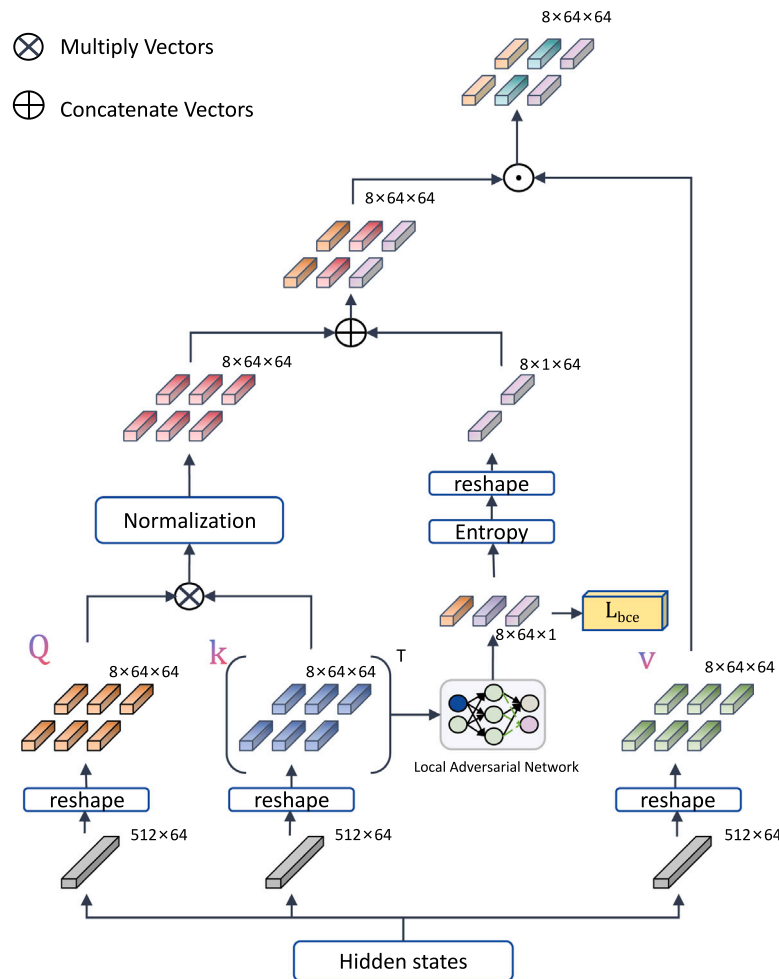 8×64×64
Multiply Vectors
Concatenate Vectors
8×64×64
8×64×64
8×1×64
reshape
Normalization
Entropy
L_bce
8×64×1
Q
k
v
T
8×64×64
8×64×64
8×64×64
Local Adversarial Network
reshape
reshape
reshape
512×64
512×64
512×64
Hidden states